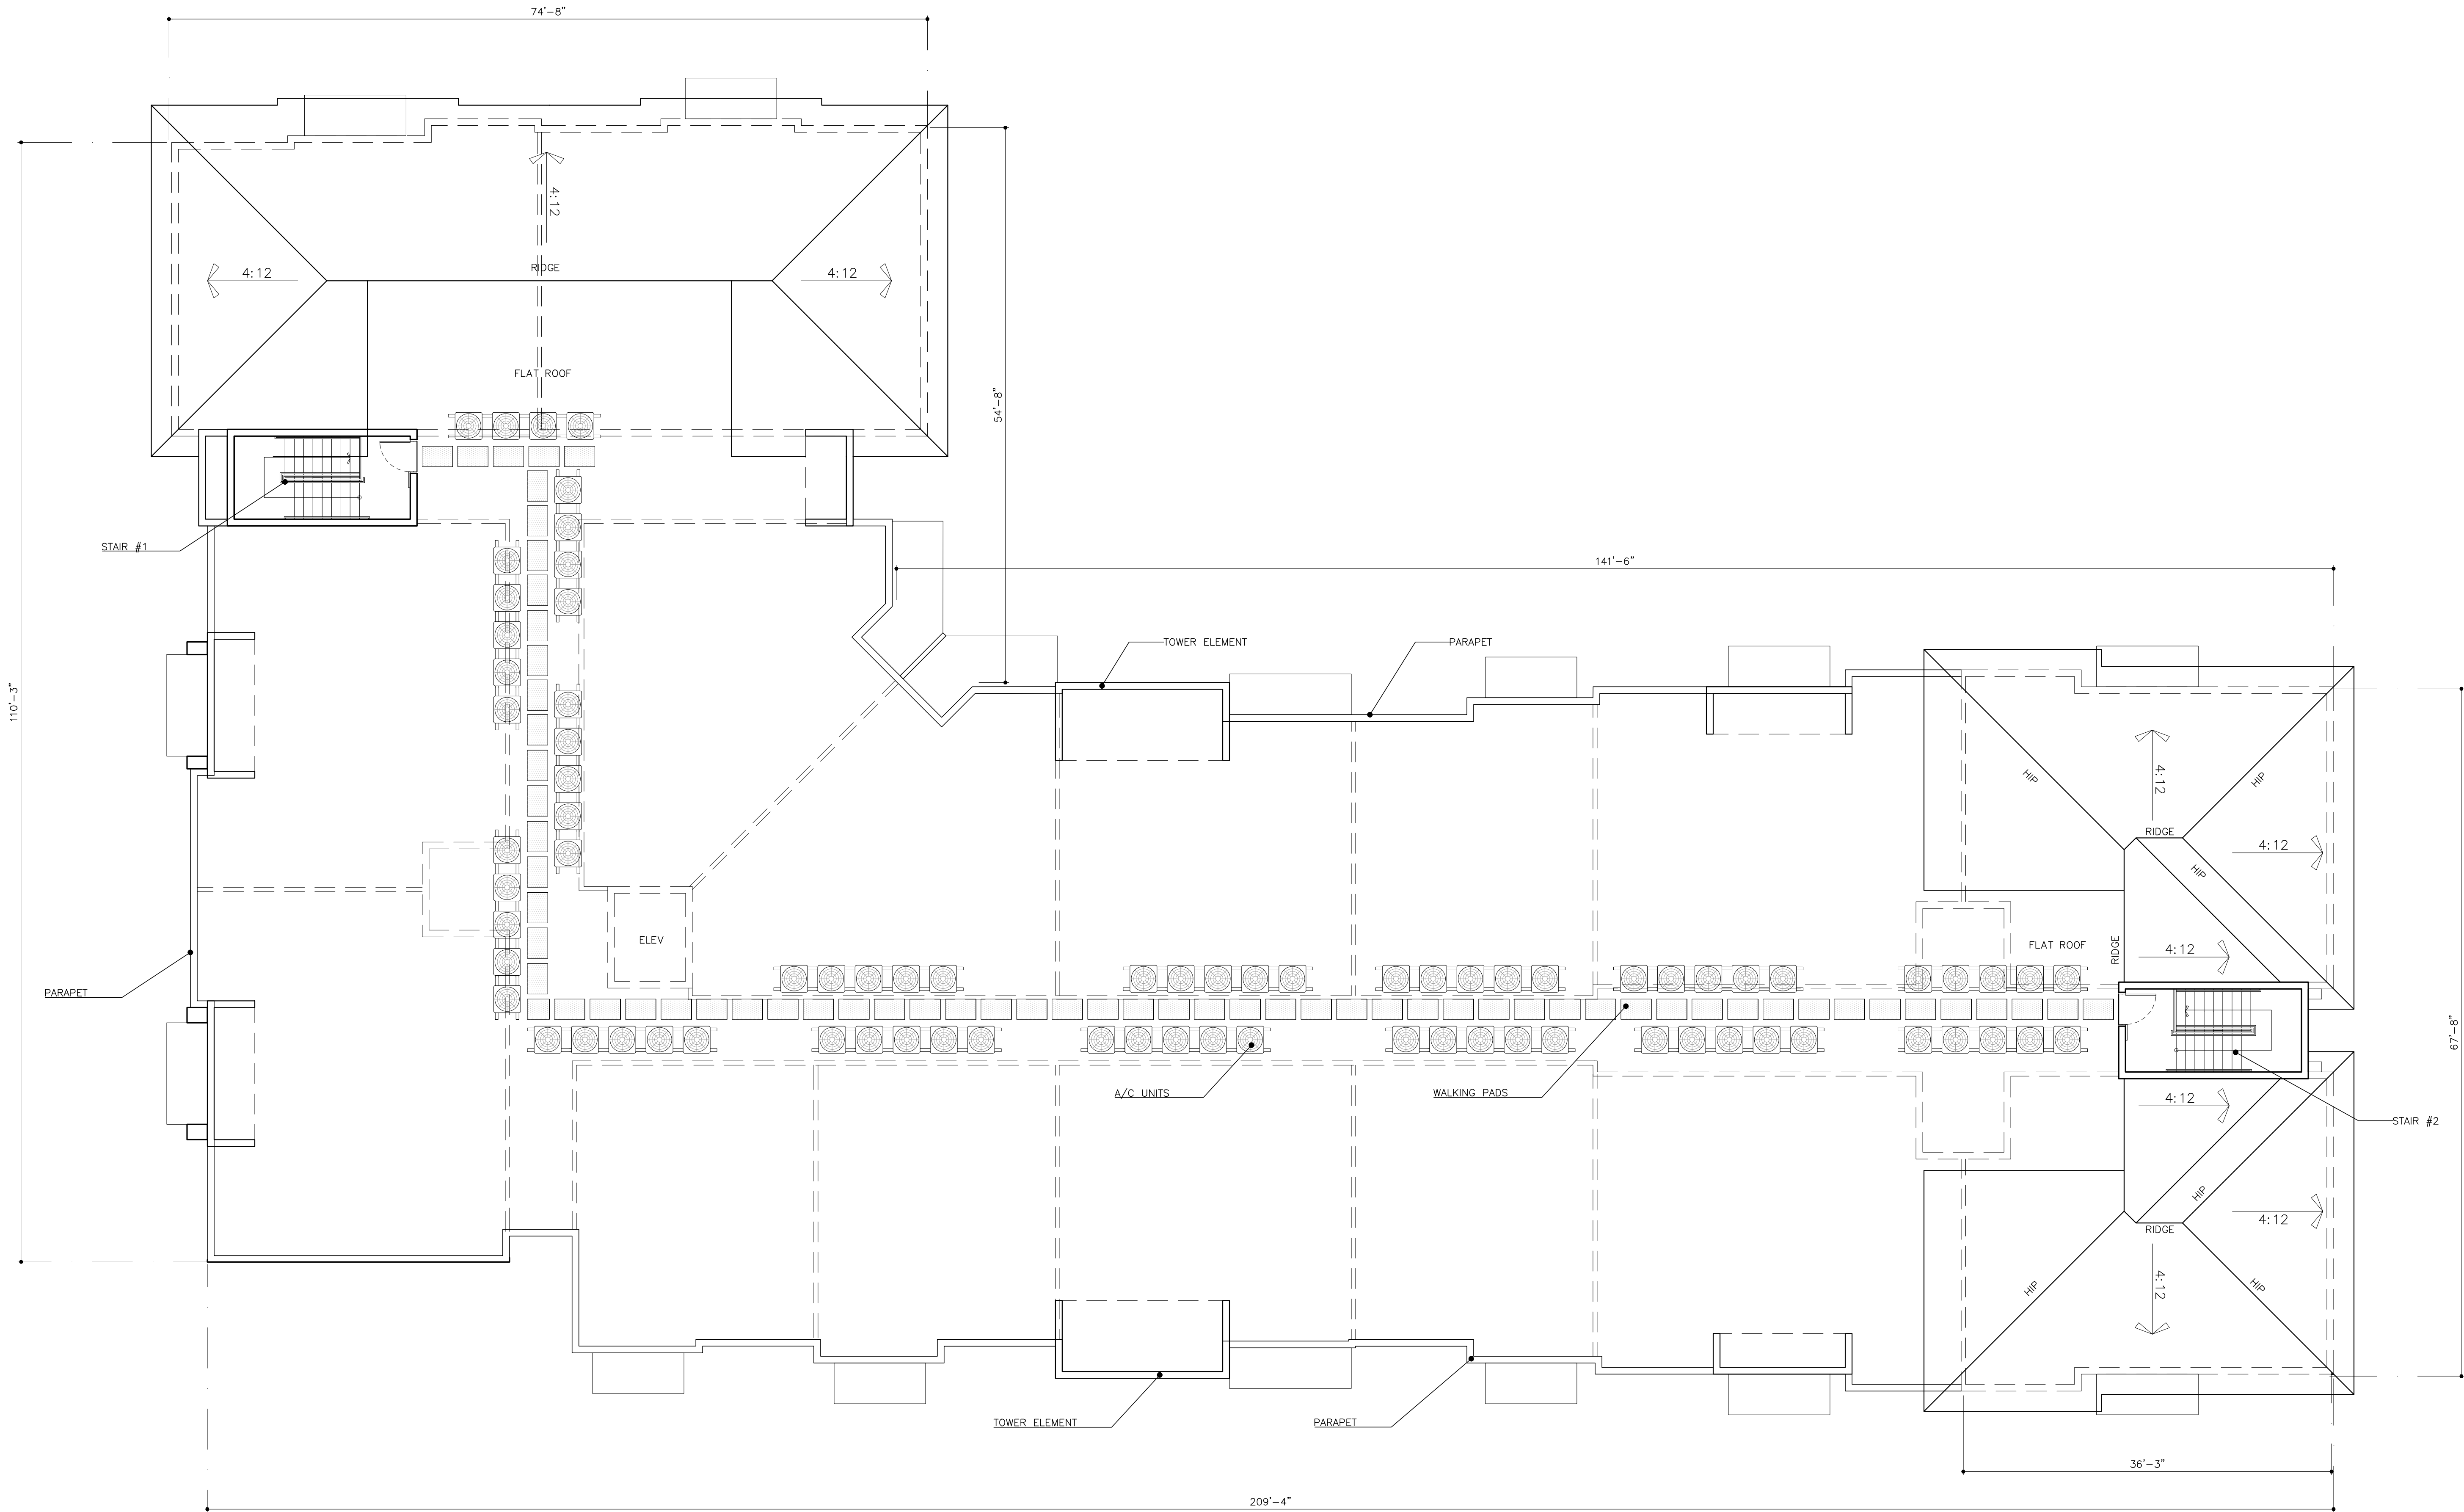 74'-8"
4:12
4:12
RIDGE
4:12
FLAT ROOF
54'-8"
STAIR #1
141'-6"
TOWER ELEMENT
PARAPET
110'-3"
67'-8"
HIP
4:12
HIP
RIDGE
4:12
HIP
ELEV
FLAT ROOF
RIDGE
4:12
PARAPET
A/C UNITS
WALKING PADS
4:12
STAIR #2
HIP
4:12
RIDGE
HIP
4:12
HIP
TOWER ELEMENT
PARAPET
36'-3"
209'-4"